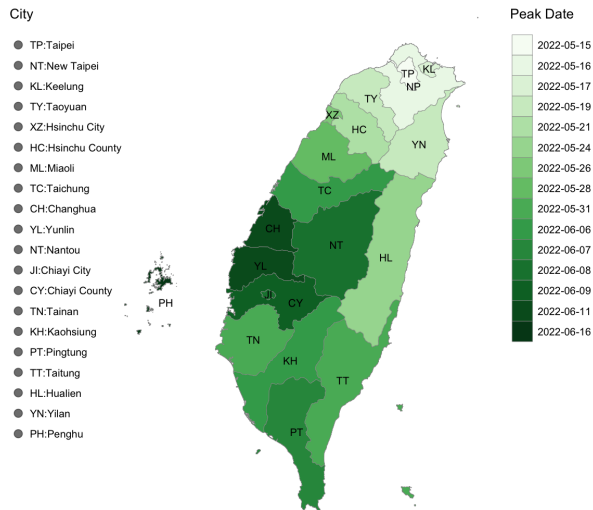 City
TP:Taipei
NT:New Taipei
KL:Keelung
TY:Taoyuan
XZ:Hsinchu City
HC:Hsinchu County
ML:Miaoli
TC:Taichung
CH:Changhua
YL:Yunlin
NT:Nantou
JI:Chiayi City
CY:Chiayi County
TN:Tainan
KH:Kaohsiung
PT:Pingtung
TT:Taitung
HL:Hualien
YN:Yilan
PH:Penghu
KL
TP
NP
TY
XZ
HC
YN
ML
TC
CH
NT
HL
YL
JI
CY
PH
TN
KH
TT
PT
Peak Date
2022-05-15
2022-05-16
2022-05-17
2022-05-19
2022-05-21
2022-05-24
2022-05-26
2022-05-28
2022-05-31
2022-06-06
2022-06-07
2022-06-08
2022-06-09
2022-06-11
2022-06-16